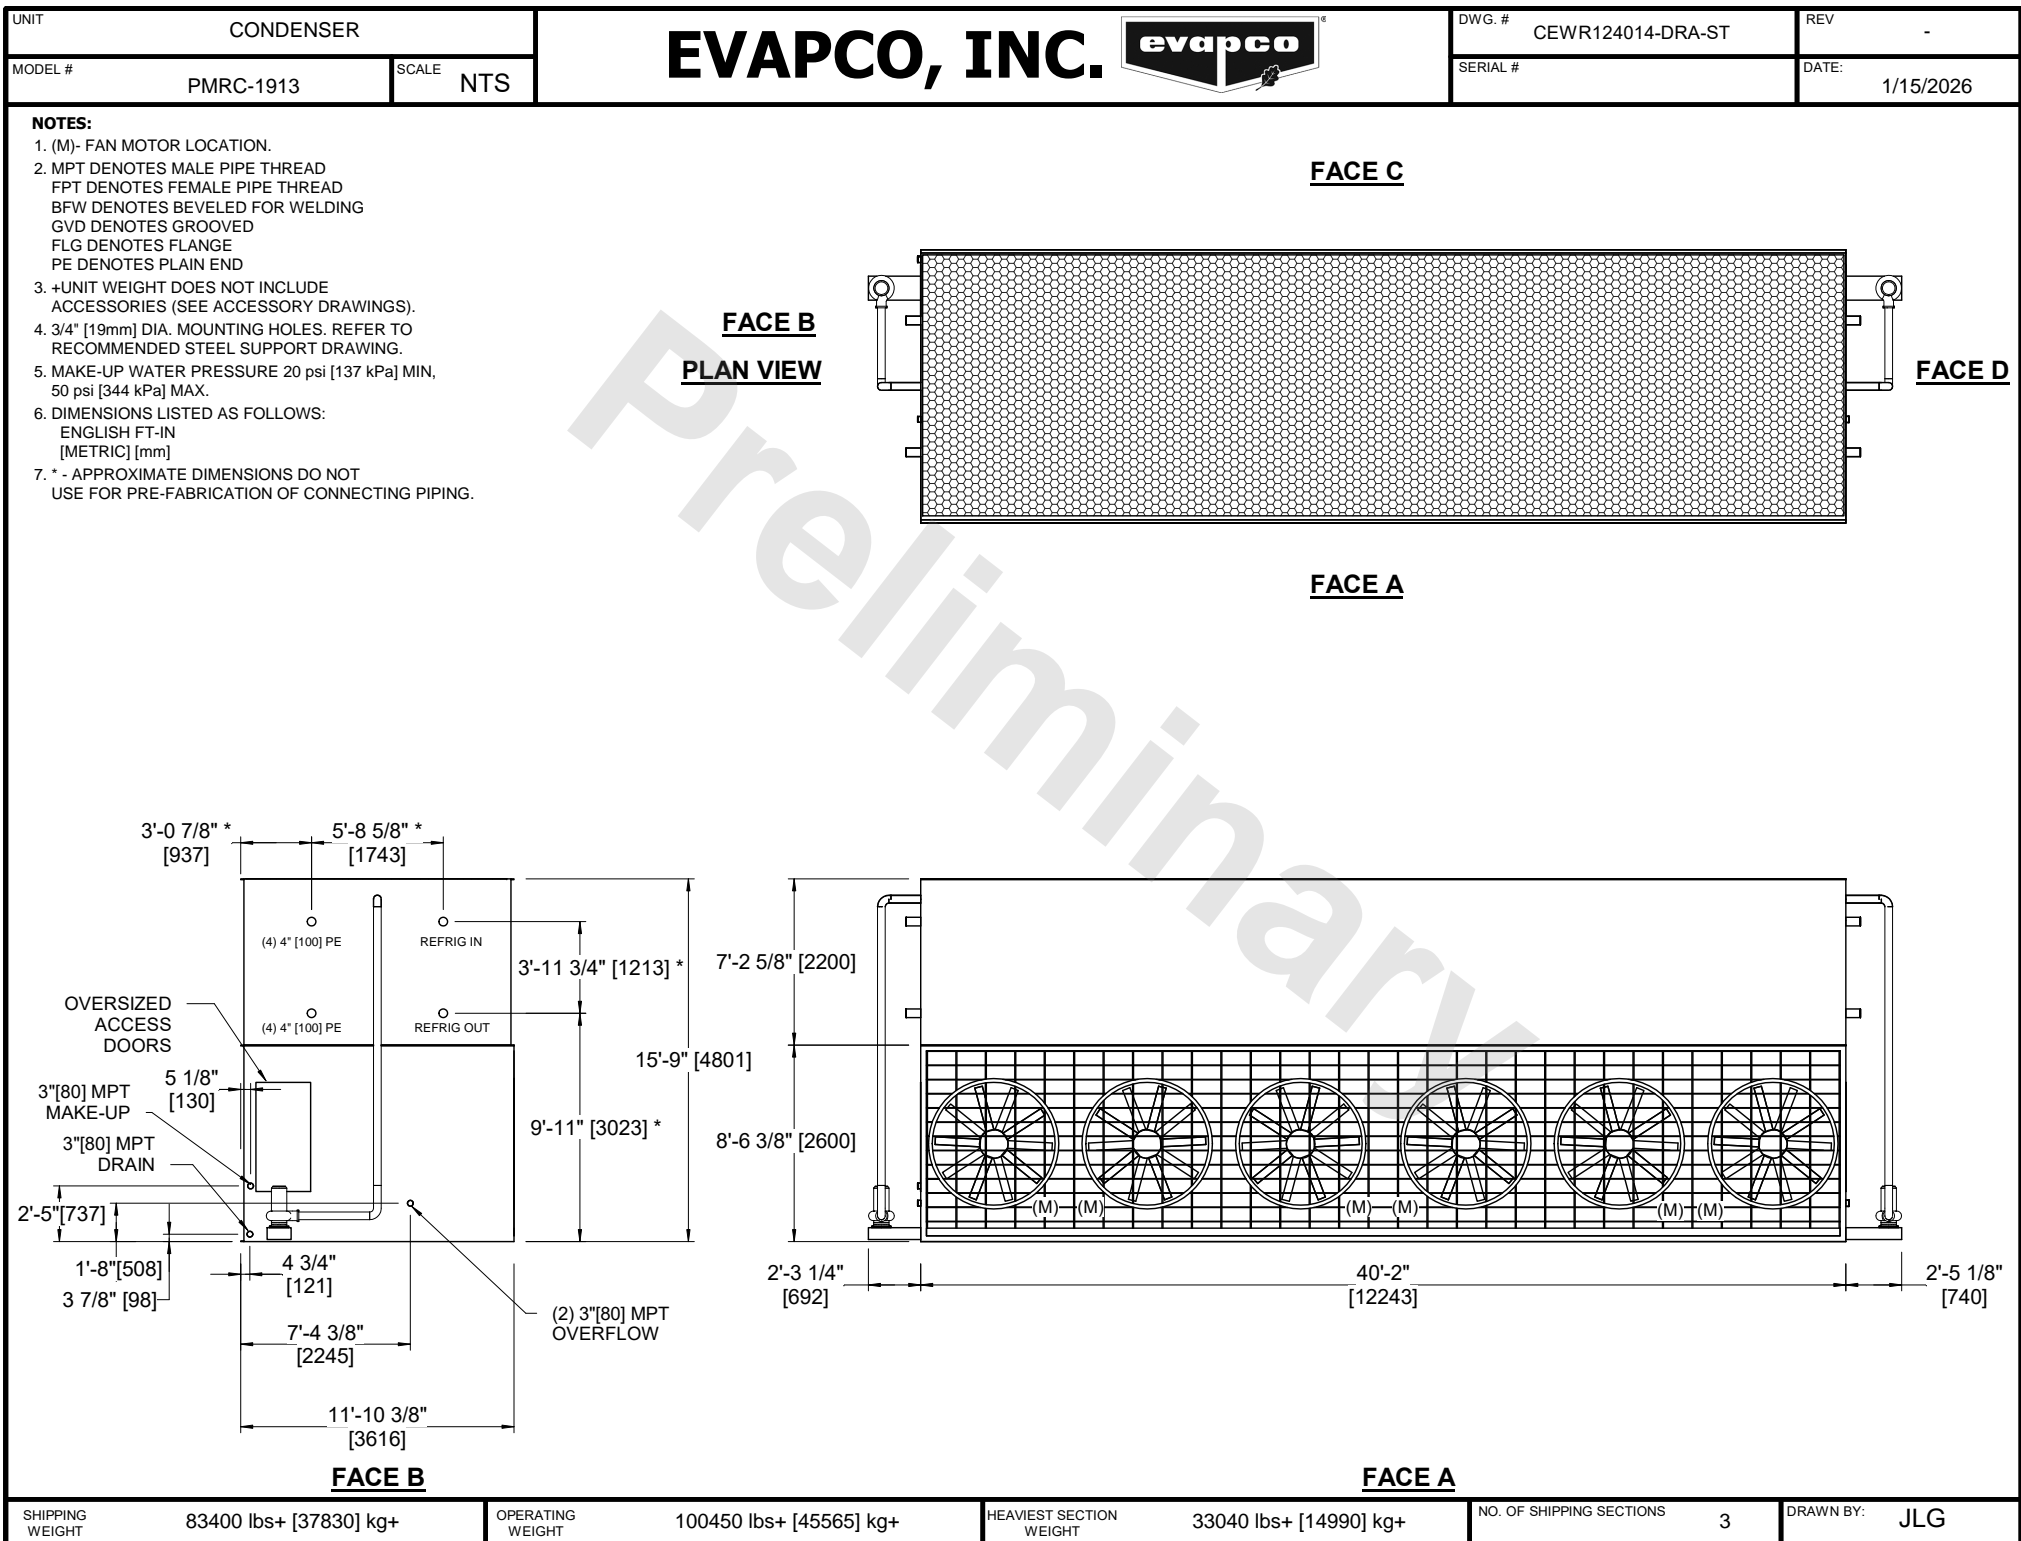 UNIT
CONDENSER
MODEL #
PMRC-1913
SCALE
NTS
EVAPCO, INC.
evapco
®
DWG. #
CEWR124014-DRA-ST
REV
-
SERIAL #
DATE:
1/15/2026
NOTES:
1. (M)- FAN MOTOR LOCATION.
2. MPT DENOTES MALE PIPE THREAD
FPT DENOTES FEMALE PIPE THREAD
BFW DENOTES BEVELED FOR WELDING
GVD DENOTES GROOVED
FLG DENOTES FLANGE
PE DENOTES PLAIN END
3. +UNIT WEIGHT DOES NOT INCLUDE
ACCESSORIES (SEE ACCESSORY DRAWINGS).
4. 3/4" [19mm] DIA. MOUNTING HOLES. REFER TO
RECOMMENDED STEEL SUPPORT DRAWING.
5. MAKE-UP WATER PRESSURE 20 psi [137 kPa] MIN,
50 psi [344 kPa] MAX.
6. DIMENSIONS LISTED AS FOLLOWS:
ENGLISH FT-IN
[METRIC] [mm]
7. * - APPROXIMATE DIMENSIONS DO NOT
USE FOR PRE-FABRICATION OF CONNECTING PIPING.
FACE C
FACE B
PLAN VIEW
FACE D
FACE A
Preliminary
3'-0 7/8" *
[937]
5'-8 5/8" *
[1743]
(4) 4" [100] PE
REFRIG IN
3'-11 3/4" [1213] *
(4) 4" [100] PE
REFRIG OUT
OVERSIZED
ACCESS
DOORS
15'-9" [4801]
5 1/8"
[130]
3"[80] MPT
MAKE-UP
9'-11" [3023] *
3"[80] MPT
DRAIN
2'-5"[737]
1'-8"[508]
3 7/8" [98]
4 3/4"
[121]
(2) 3"[80] MPT
OVERFLOW
7'-4 3/8"
[2245]
11'-10 3/8"
[3616]
FACE B
7'-2 5/8" [2200]
8'-6 3/8" [2600]
(M) (M) (M) (M) (M) (M)
2'-3 1/4"
[692]
40'-2"
[12243]
2'-5 1/8"
[740]
FACE A
SHIPPING
WEIGHT
83400 lbs+ [37830] kg+
OPERATING
WEIGHT
100450 lbs+ [45565] kg+
HEAVIEST SECTION
WEIGHT
33040 lbs+ [14990] kg+
NO. OF SHIPPING SECTIONS
3
DRAWN BY:
JLG